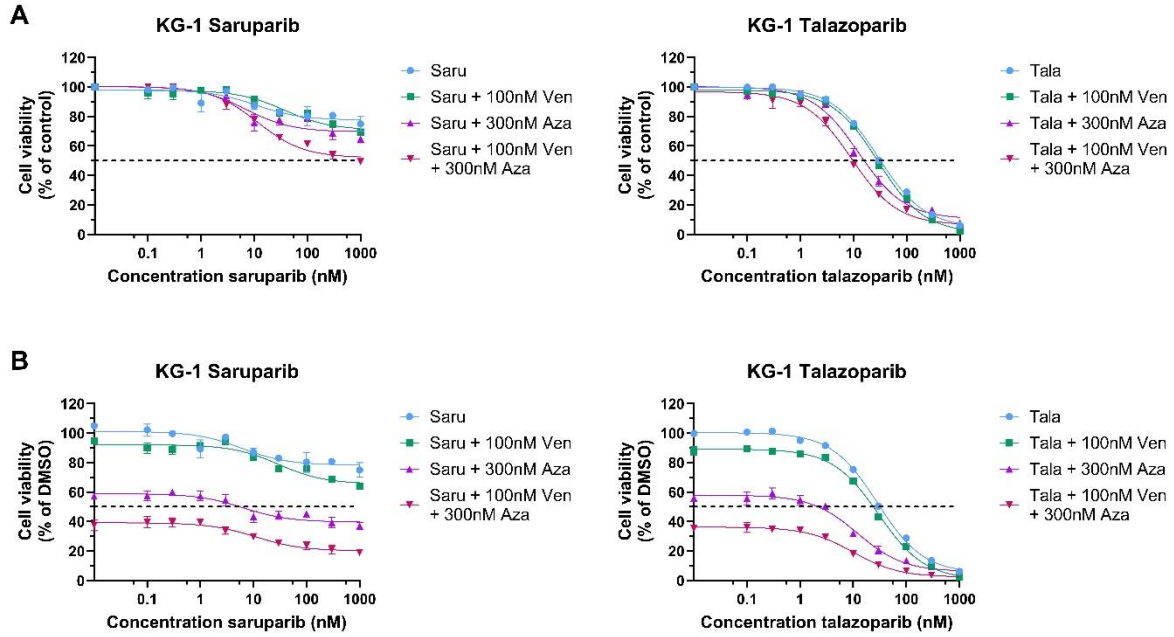 A
KG-1 Saruparib
Cell viability
(% of control)
120
100
80
60
40
20
0
0.1
1
10
100
1000
Concentration saruparib (nM)
Saru
Saru + 100nM Ven
Saru + 300nM Aza
Saru + 100nM Ven
+ 300nM Aza
KG-1 Talazoparib
Cell viability
(% of control)
120
100
80
60
40
20
0
0.1
1
10
100
1000
Concentration talazoparib (nM)
Tala
Tala + 100nM Ven
Tala + 300nM Aza
Tala + 100nM Ven
+ 300nM Aza
B
KG-1 Saruparib
Cell viability
(% of DMSO)
120
100
80
60
40
20
0
0.1
1
10
100
1000
Concentration saruparib (nM)
Saru
Saru + 100nM Ven
Saru + 300nM Aza
Saru + 100nM Ven
+ 300nM Aza
KG-1 Talazoparib
Cell viability
(% of DMSO)
120
100
80
60
40
20
0
0.1
1
10
100
1000
Concentration talazoparib (nM)
Tala
Tala + 100nM Ven
Tala + 300nM Aza
Tala + 100nM Ven
+ 300nM Aza